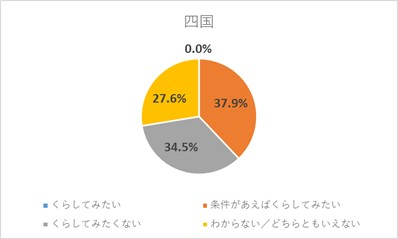 四国
0.0%
37.9%
34.5%
27.6%
くらしてみたい
条件があえばくらしてみたい
くらしてみたくない
わからない／どちらともいえない